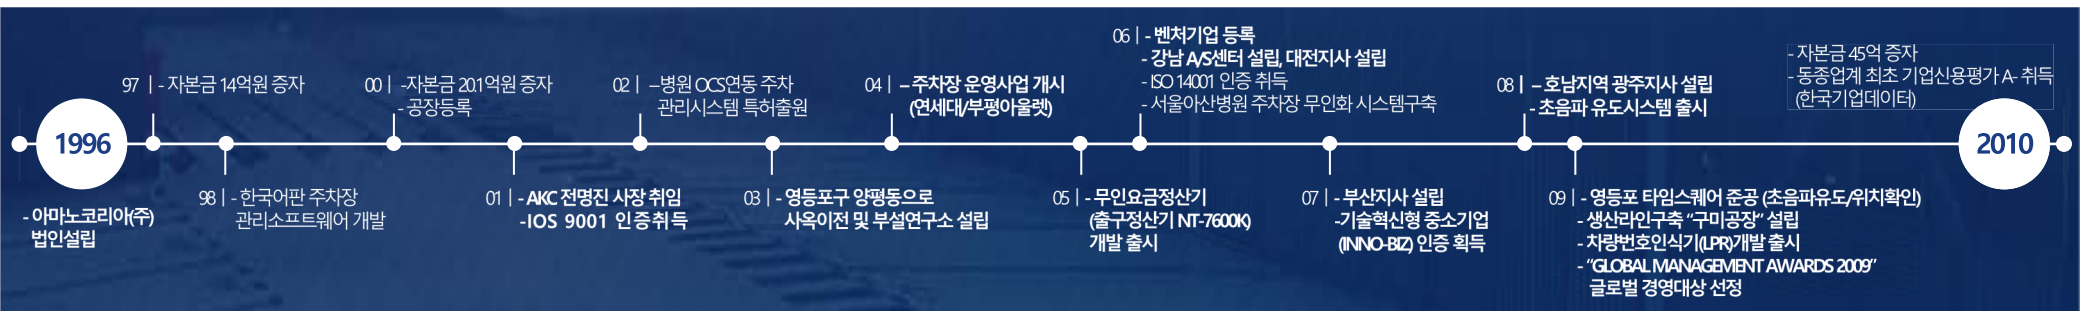 1996
- 아마노코리아(주)
법인설립
97 | - 자본금 14억원 증자
98 | - 한국어판 주차장
관리소프트웨어 개발
00 | -자본금 20.1억원 증자
- 공장등록
01 | - AKC 전명진 사장 취임
-IOS 9001 인증취득
02 | –병원 OCS연동 주차
관리시스템 특허출원
03 | - 영등포구 양평동으로
사옥이전 및 부설연구소 설립
04 | – 주차장 운영사업 개시
(연세대/부평아울렛)
05 | - 무인요금정산기
(출구정산기 NT-7600K)
개발 출시
06 | - 벤처기업 등록
- 강남 A/S센터 설립, 대전지사 설립
- ISO 14001 인증 취득
- 서울아산병원 주차장 무인화 시스템구축
07 | - 부산지사 설립
-기술혁신형 중소기업
(INNO-BIZ) 인증 획득
08 | – 호남지역 광주지사 설립
- 초음파 유도시스템 출시
09 | - 영등포 타임스퀘어 준공 (초음파유도/위치확인)
- 생산라인구축 “구미공장” 설립
- 차량번호인식기(LPR)개발 출시
- “GLOBAL MANAGEMENT AWARDS 2009”
글로벌 경영대상 선정
2010
- 자본금 45억 증자
- 동종업계 최초 기업신용평가 A- 취득
(한국기업데이터)